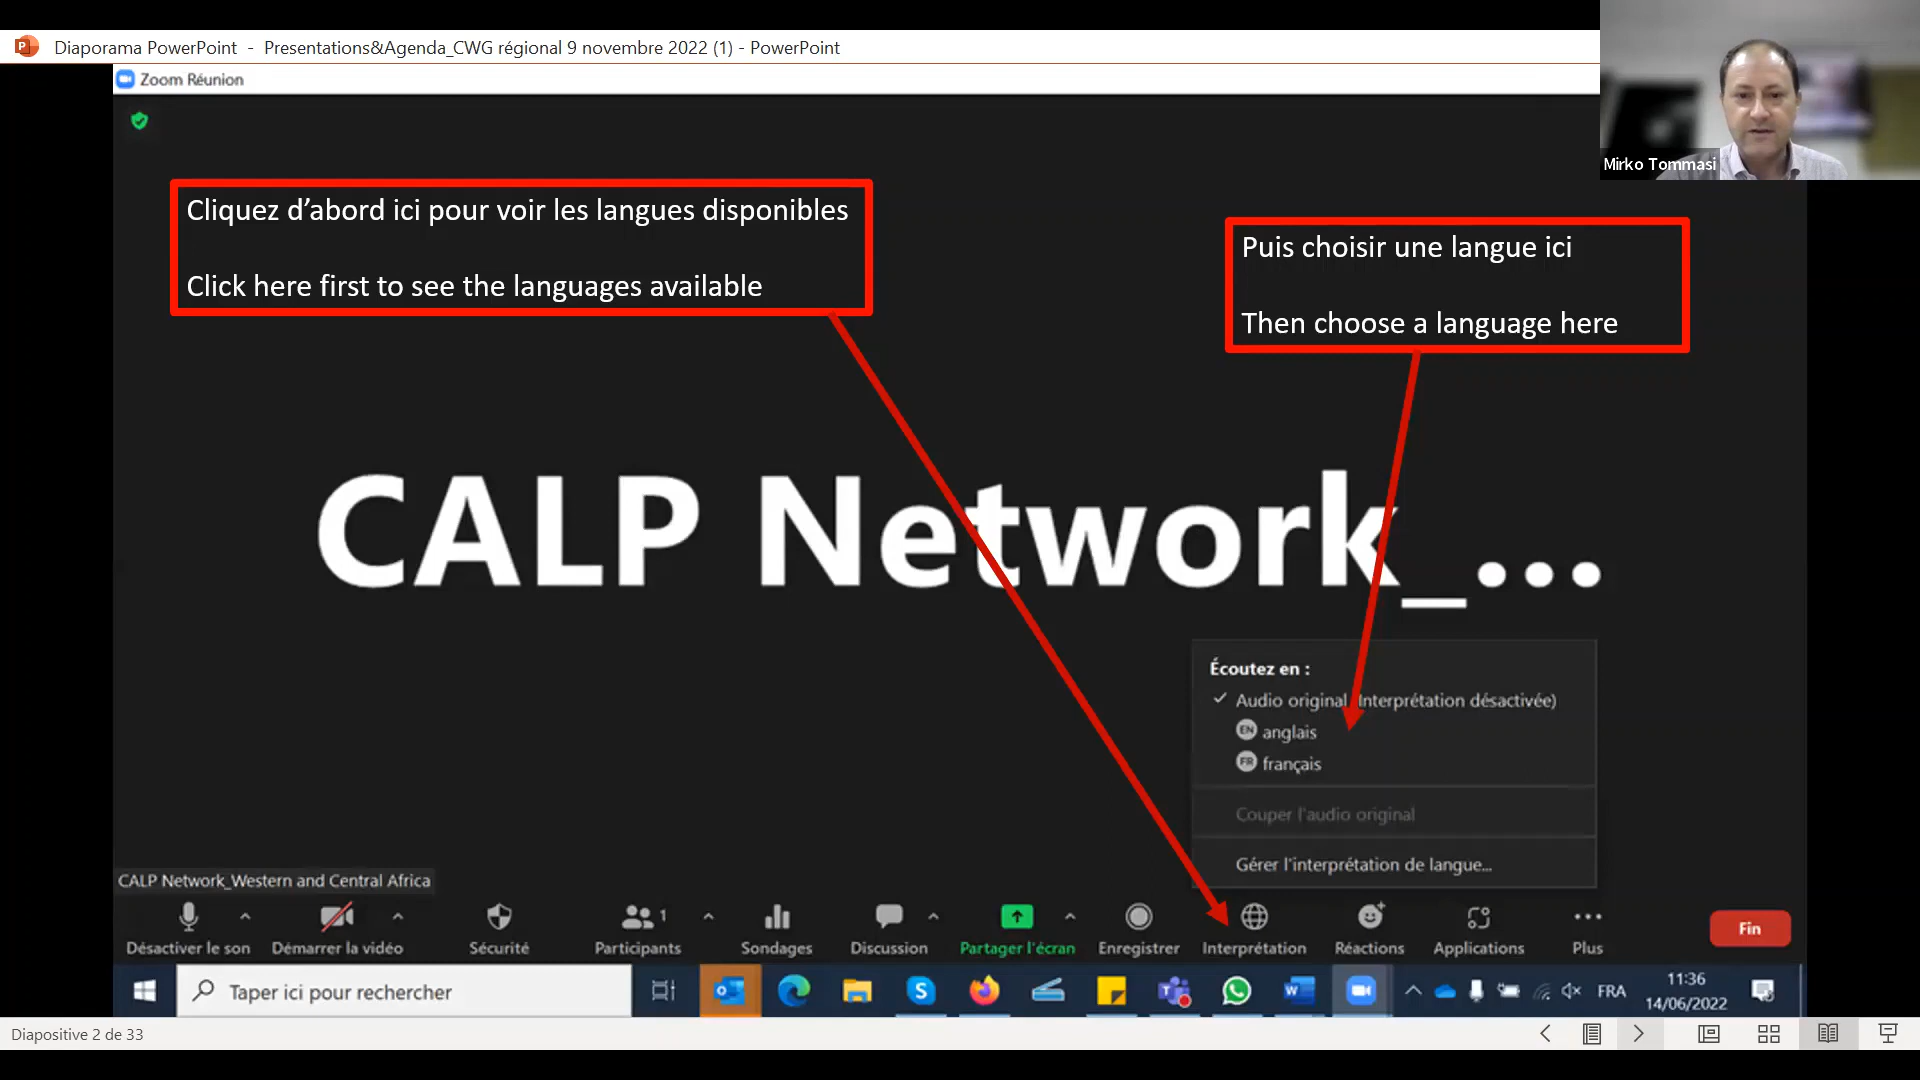 Diaporama PowerPoint - Presentations&Agenda_CWG régional 9 novembre 2022 (1) - PowerPoint
Zoom Réunion
Mirko Tommasi
Cliquez d’abord ici pour voir les langues disponibles
Click here first to see the languages available
Puis choisir une langue ici
Then choose a language here
CALP Network_...
Écoutez en :
Audio original (Interprétation désactivée)
EN anglais
FR français
Couper l'audio original
Gérer l'interprétation de langue...
CALP Network_Western and Central Africa
1
Désactiver le son Démarrer la vidéo Sécurité Participants Sondages Discussion Partager l'écran Enregistrer Interprétation Réactions Applications Plus
Fin
Taper ici pour rechercher
FRA
11:36
14/06/2022
Diapositive 2 de 33